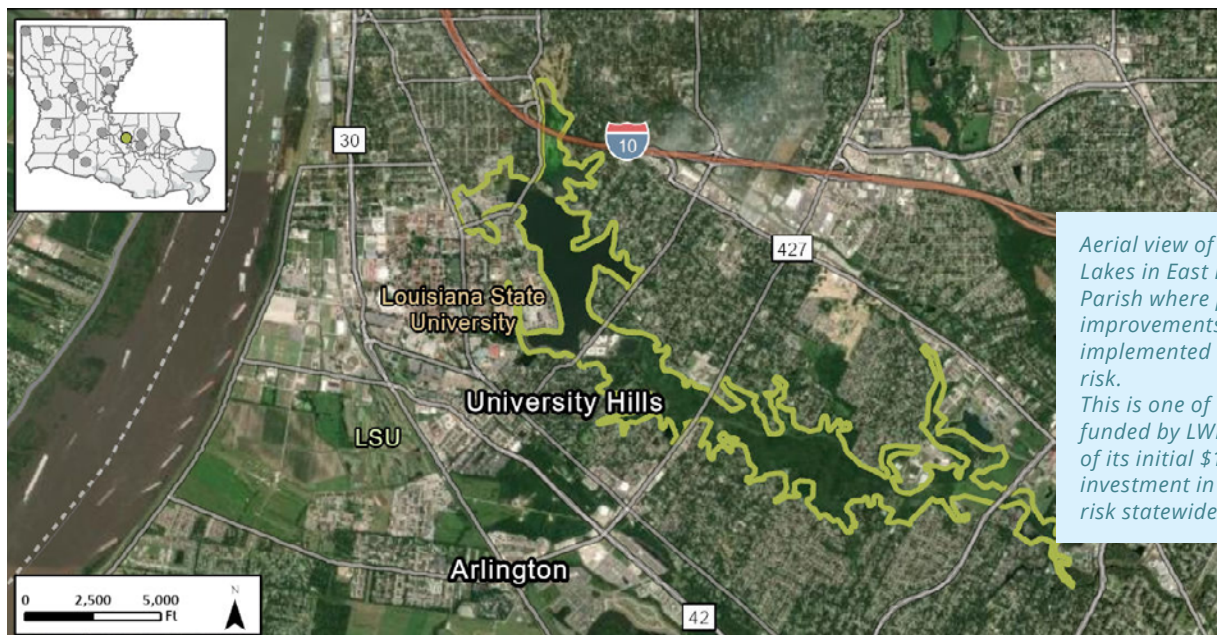 30
10
427
Louisiana State
University
University Hills
LSU
Arlington
42
0 2,500 5,000
Ft
N
Aerial view of
Lakes in East
Parish where
improvements
implemented
risk.
This is one of
funded by
of its initial
investment in
risk statewide